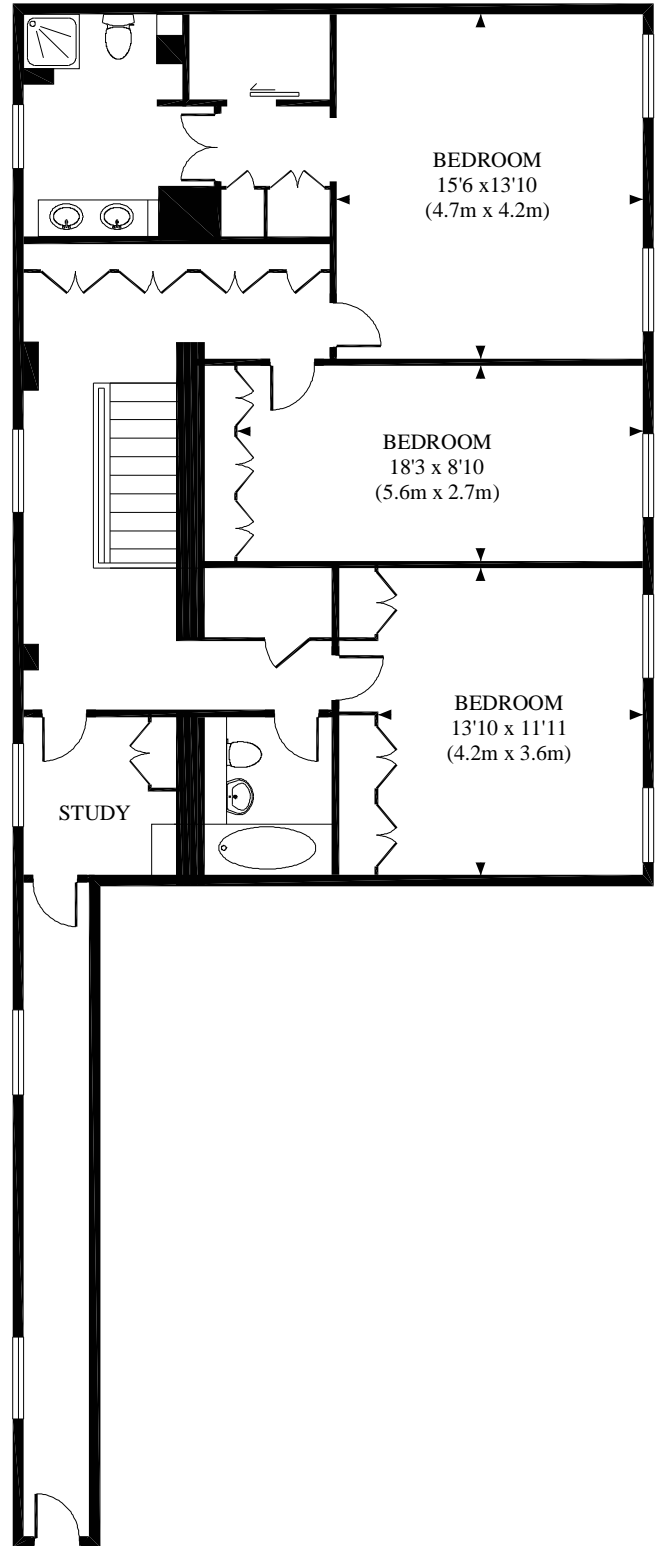 BEDROOM
15'6 x13'10
(4.7m x 4.2m)
BEDROOM
18'3 x 8'10
(5.6m x 2.7m)
BEDROOM
13'10 x 11'11
(4.2m x 3.6m)
STUDY